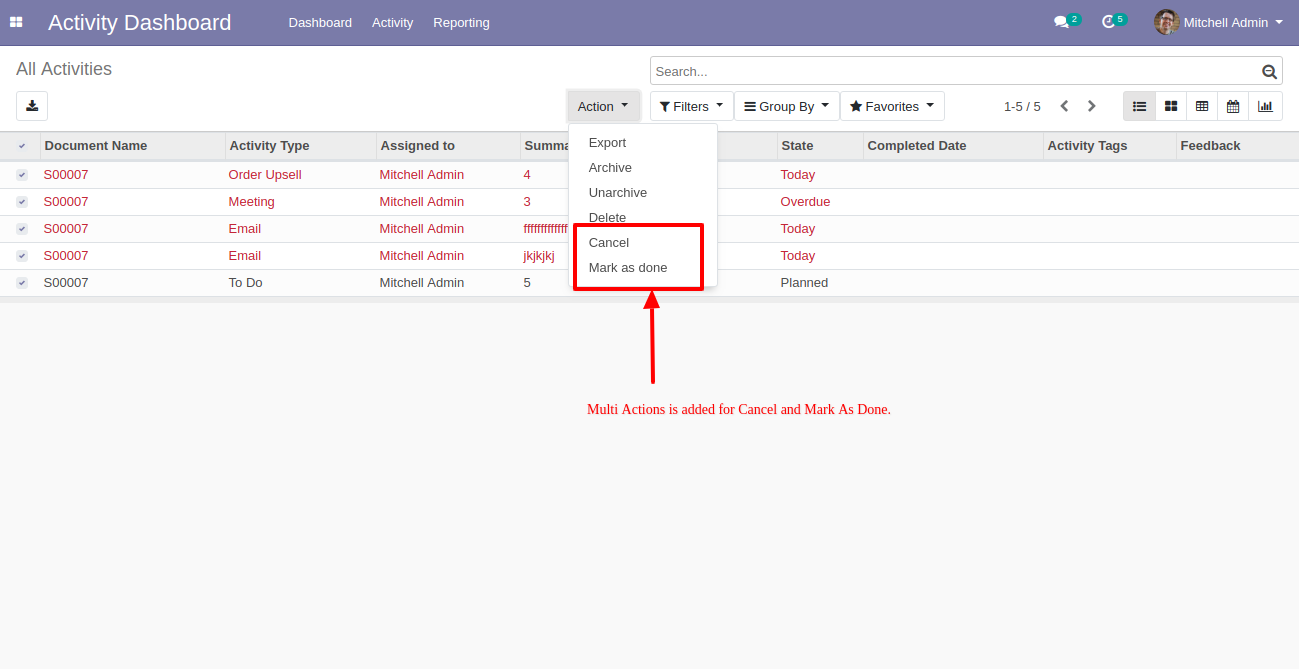 Activity Dashboard Dashboard Activity Reporting 2 5 Mitchell Admin
All Activities
Search...
Action Filters Group By Favorites 1-5 / 5
Document Name Activity Type Assigned to State Completed Date Activity Tags Feedback
S00007 Order Upsell Mitchell Admin 4 Today
S00007 Meeting Mitchell Admin 3 Overdue
S00007 Email Mitchell Admin Today
S00007 Email Mitchell Admin jkjkjkj Today
S00007 To Do Mitchell Admin 5 Planned
Export
Archive
Unarchive
Delete
Cancel
Mark as done
Multi Actions is added for Cancel and Mark As Done.